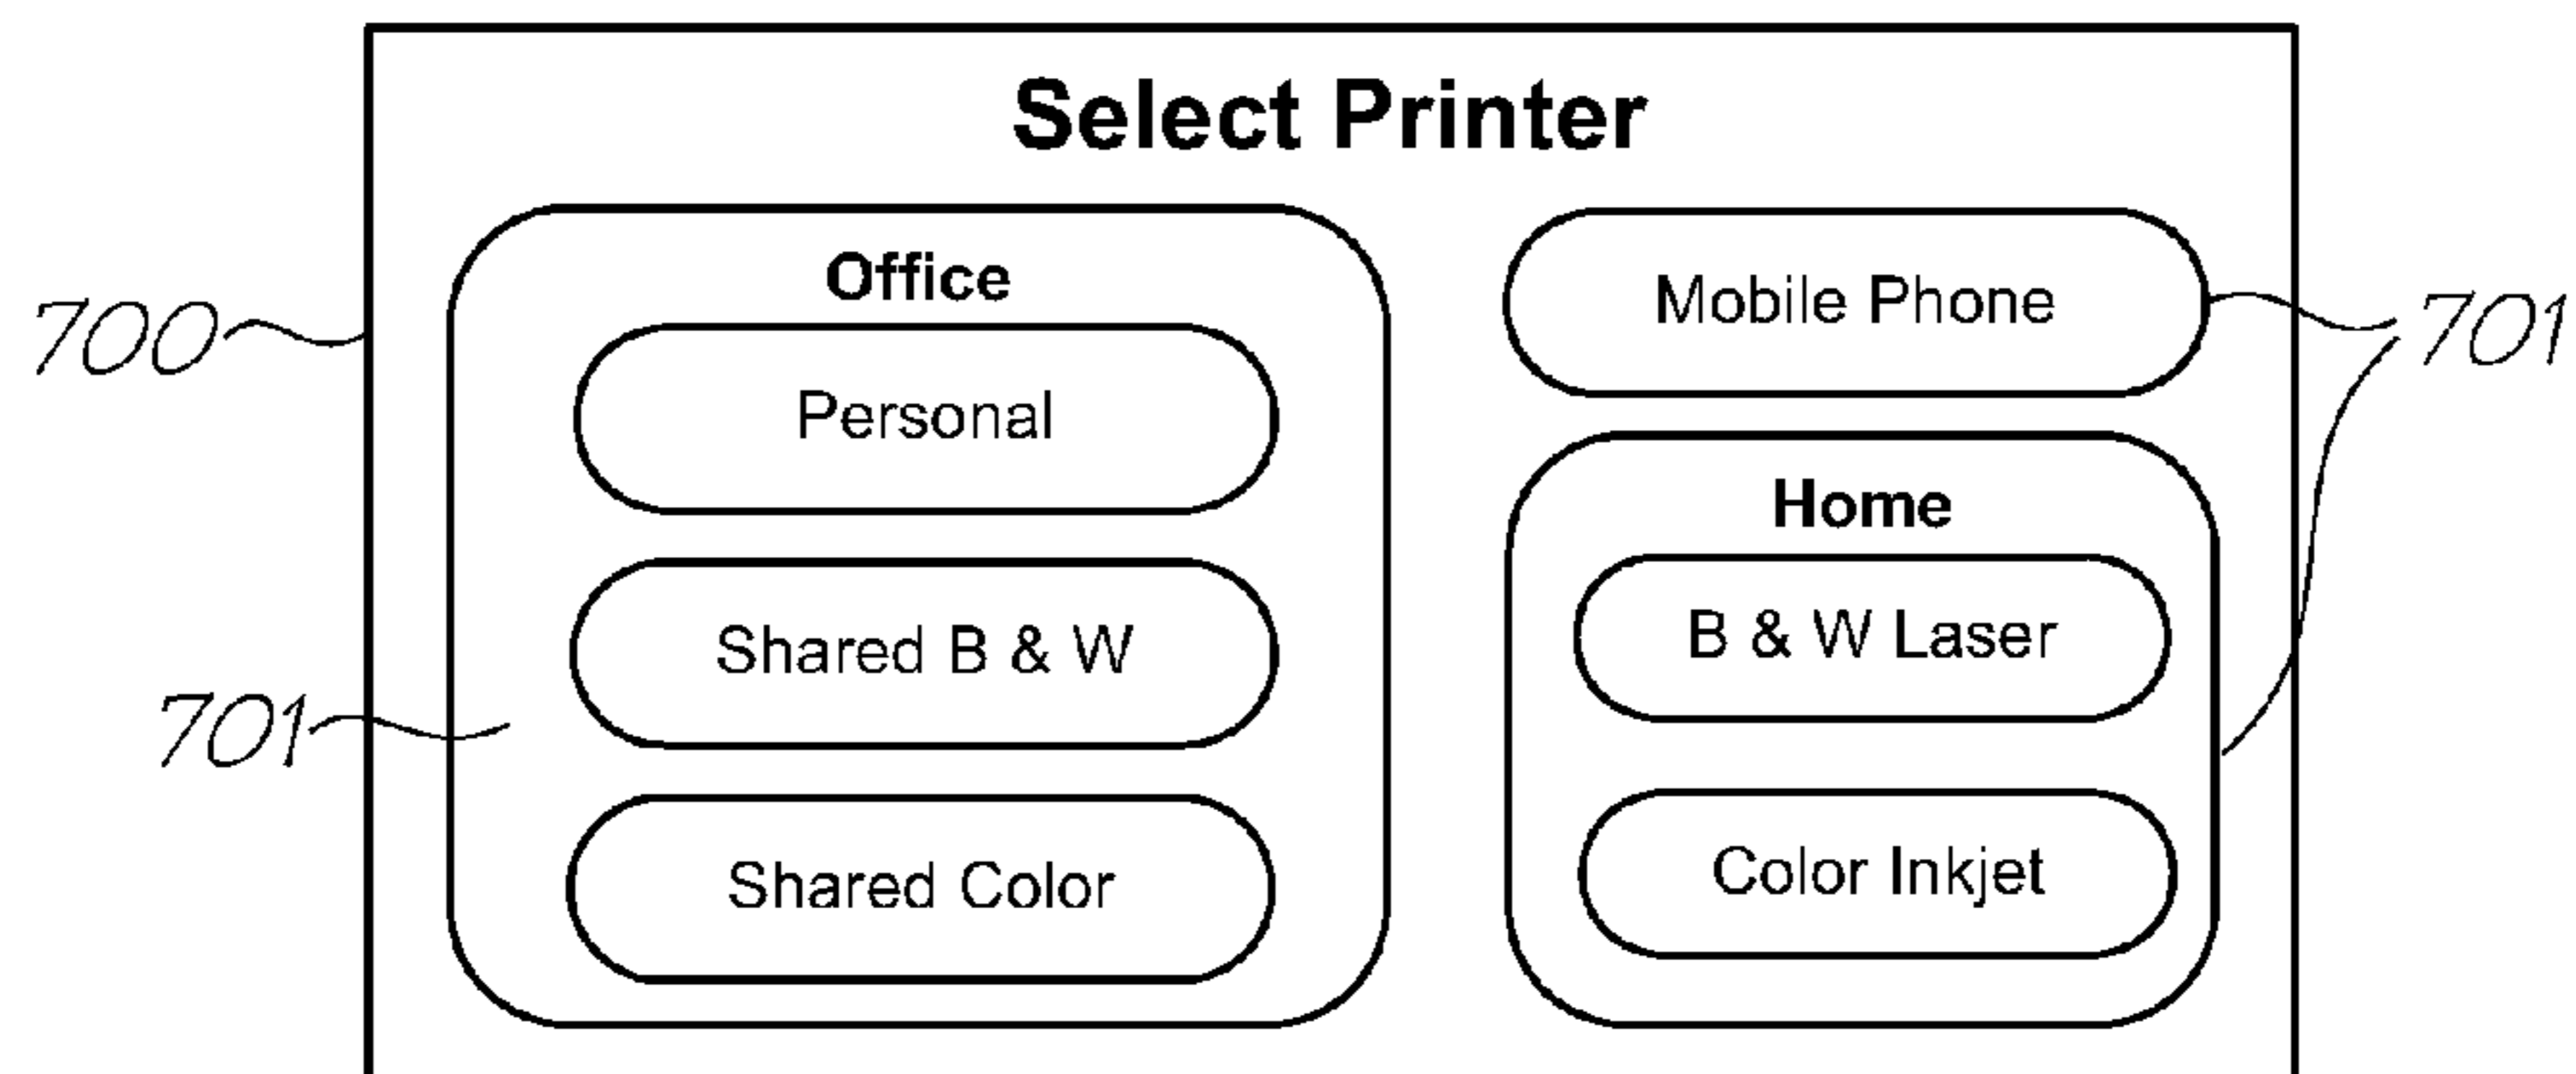 Select Printer
Office
Personal
Shared B & W
Shared Color
Mobile Phone
Home
B & W Laser
Color Inkjet
700
701
701